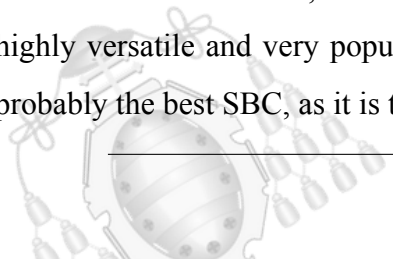 highly versatile and very popu
probably the best SBC, as it is t